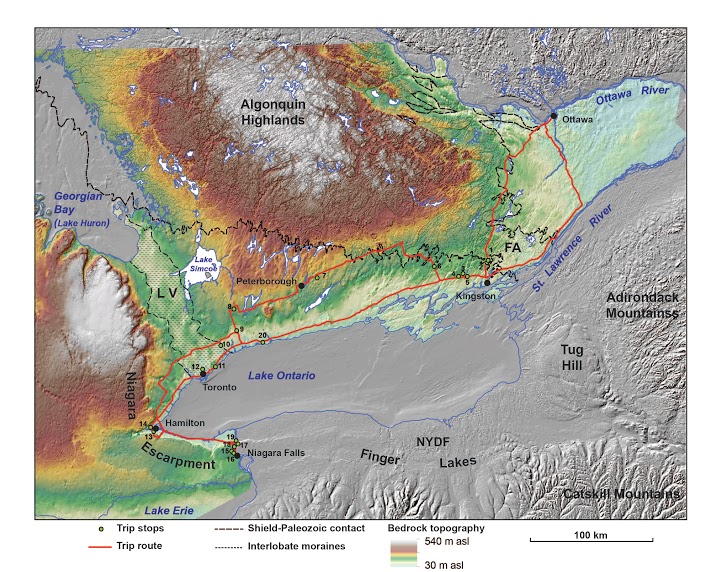 Algonquin
Highlands
Ottawa River
Ottawa
Georgian
Bay
(Lake Huron)
Lake
Simcoe
L V
Peterborough
7
6
FA
St. Lawrence River
5
Kingston
8
9
10
20
Adirondack
Mountainss
Tug
Hill
12
11
Toronto
Lake Ontario
Niagara
14
Hamilton
13
Escarpment
19
18
17
15
16
Niagara Falls
NYDF
Finger Lakes
Catskill Mountains
Lake Erie
Trip stops
Shield-Paleozoic contact
Bedrock topography
Trip route
Interlobate moraines
540 m asl
30 m asl
100 km